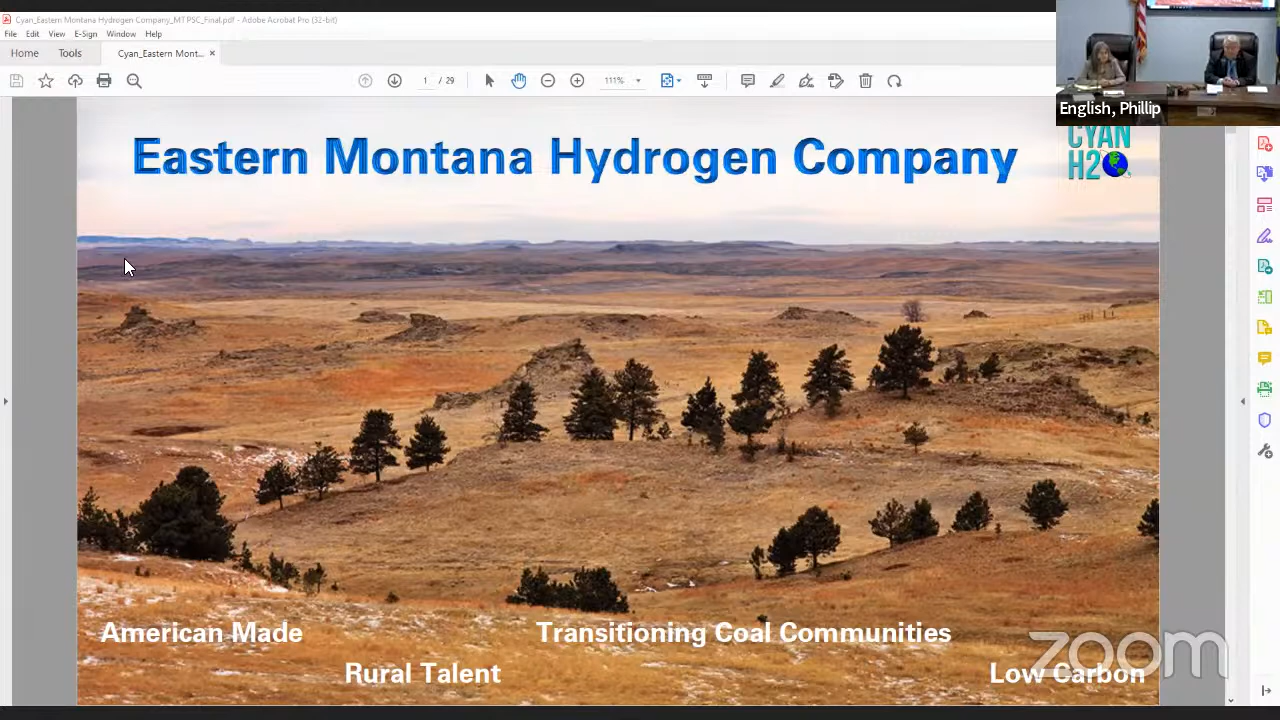 Cyan_Eastern Montana Hydrogen Company_MTPSC_Final.pdf - Adobe Acrobat Pro (32-bit)
File Edit View E-Sign Window Help
Home Tools Cyan_Eastern Mont... ×
1 / 29 111%
English, Phillip
Eastern Montana Hydrogen Company
CYAN
H2
American Made
Transitioning Coal Communities
Rural Talent
Low Carbon
zoom